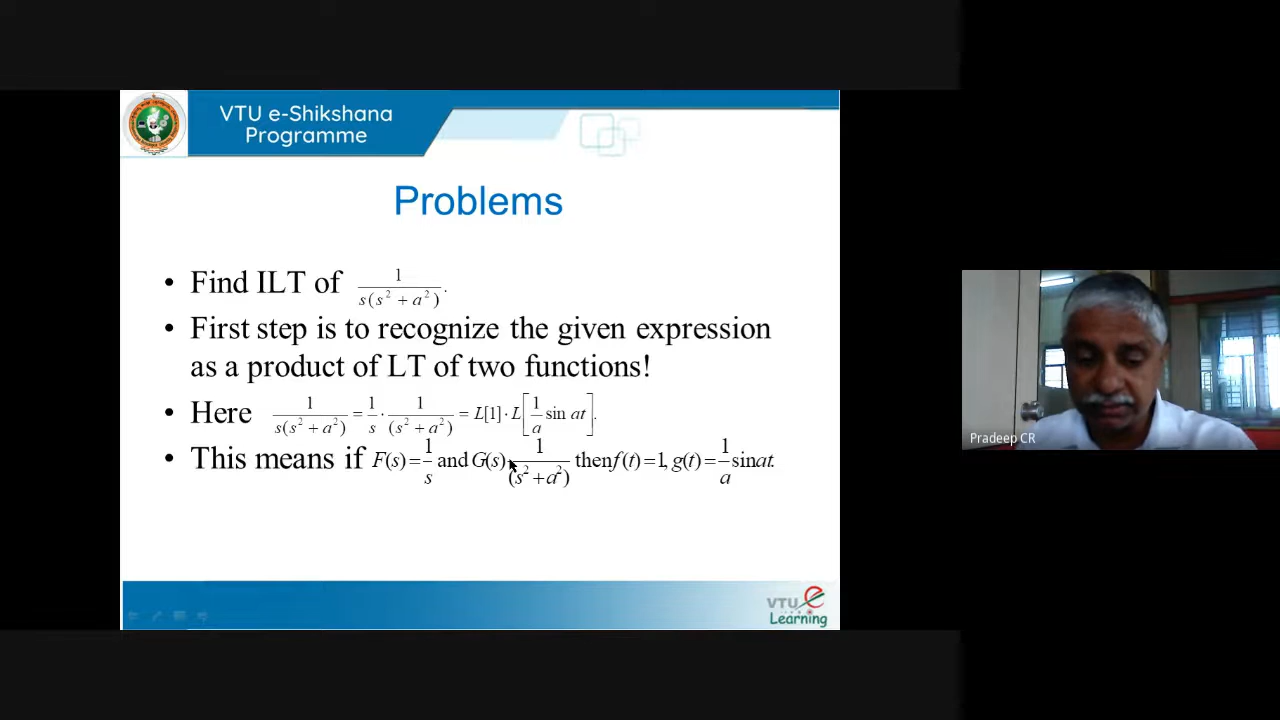 VTU e-Shikshana
Programme
Problems
• Find ILT of 1/(s(s² + a²)).
• First step is to recognize the given expression
as a product of LT of two functions!
• Here 1/(s(s² + a²)) = 1/s · 1/(s² + a²) = L[1] · L[1/a sin at].
• This means if F(s) = 1/s and G(s) = 1/(s² + a²) then f(t) = 1, g(t) = 1/a sin at.
Pradeep CR
VTU e
Learning